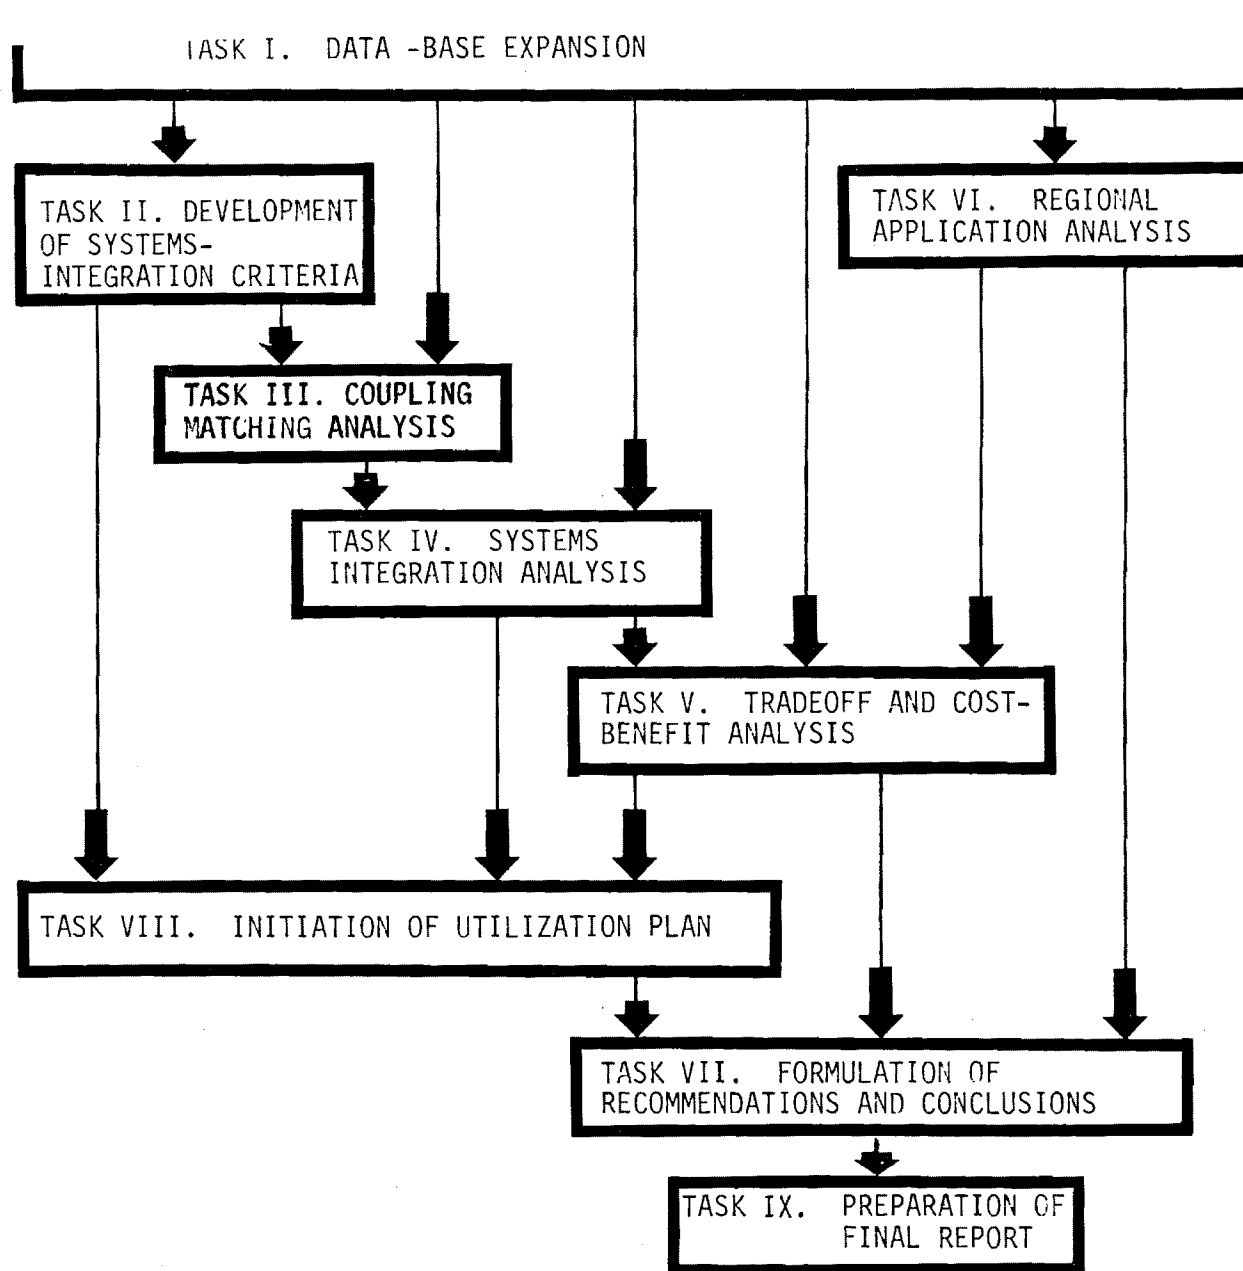 TASK I. DATA -BASE EXPANSION
TASK II. DEVELOPMENT
OF SYSTEMS-
INTEGRATION CRITERIA
TASK VI. REGIONAL
APPLICATION ANALYSIS
TASK III. COUPLING
MATCHING ANALYSIS
TASK IV. SYSTEMS
INTEGRATION ANALYSIS
TASK V. TRADEOFF AND COST-
BENEFIT ANALYSIS
TASK VIII. INITIATION OF UTILIZATION PLAN
TASK VII. FORMULATION OF
RECOMMENDATIONS AND CONCLUSIONS
TASK IX. PREPARATION OF
FINAL REPORT